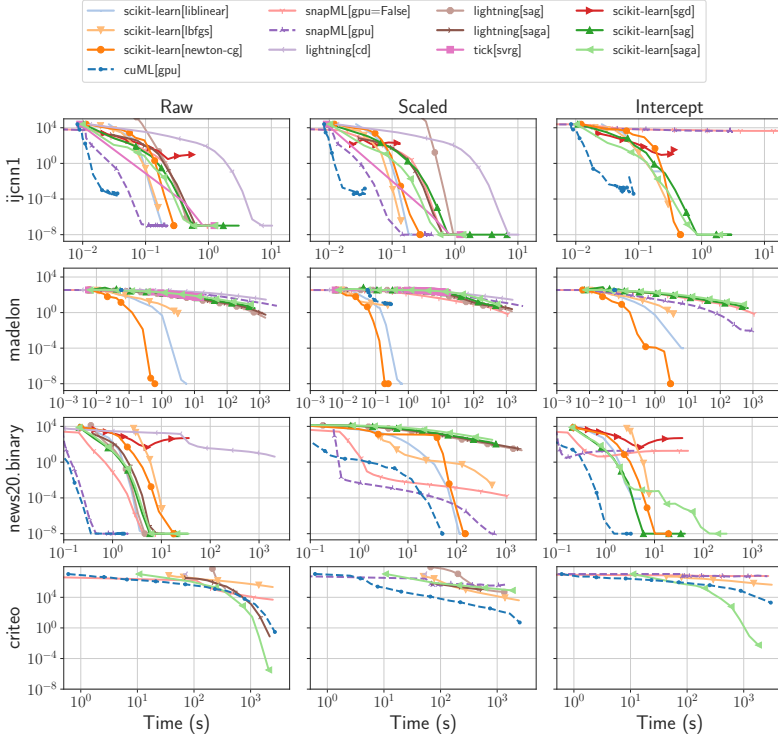 scikit-learn[liblinear] snapML[gpu=False] lightning[sag] scikit-learn[sgd]
scikit-learn[lbfgs] snapML[gpu] lightning[saga] scikit-learn[sag]
scikit-learn[newton-cg] lightning[cd] tick[svrg] scikit-learn[saga]
cuML[gpu]
Raw Scaled Intercept
ijcnn1
10^4
10^0
10^−4
10^−8
10^−2 10^−1 10^0 10^1 10^−2 10^−1 10^0 10^1 10^−2 10^−1 10^0 10^1
madelon
10^4
10^0
10^−4
10^−8
10^−3 10^−2 10^−1 10^0 10^1 10^2 10^3 10^−3 10^−2 10^−1 10^0 10^1 10^2 10^3 10^−3 10^−2 10^−1 10^0 10^1 10^2 10^3
news20.binary
10^4
10^0
10^−4
10^−8
10^−1 10^0 10^1 10^2 10^3 10^−1 10^0 10^1 10^2 10^3 10^−1 10^0 10^1 10^2 10^3
criteo
10^4
10^0
10^−4
10^−8
10^0 10^1 10^2 10^3 10^0 10^1 10^2 10^3 10^0 10^1 10^2 10^3
Time (s) Time (s) Time (s)